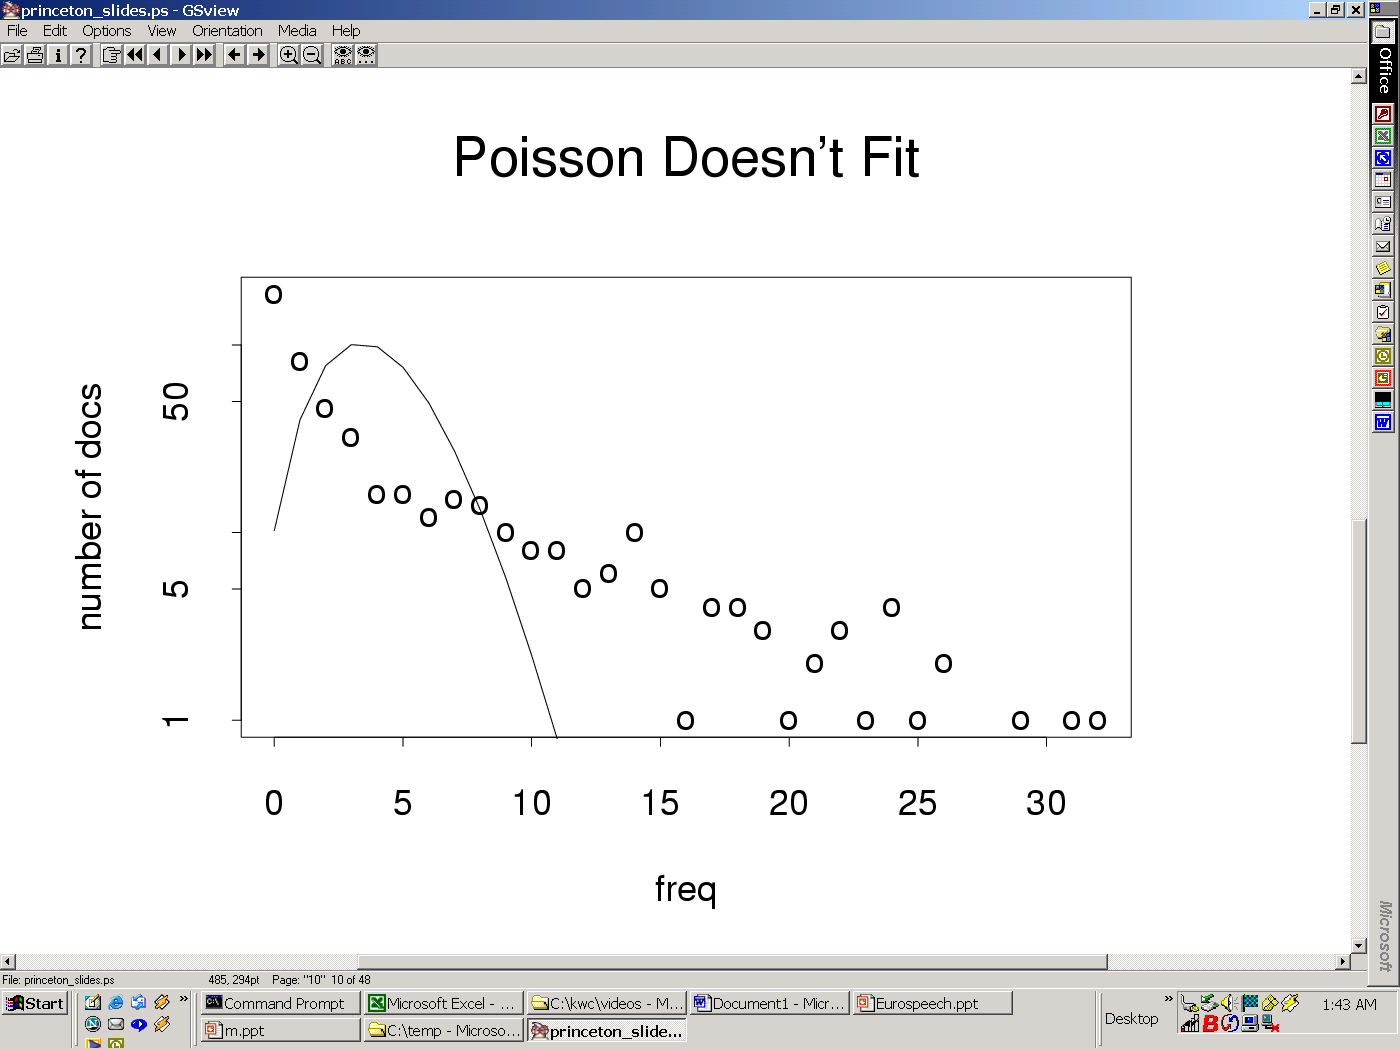 princeton_slides.ps - GSview
File Edit Options View Orientation Media Help
Office
Poisson Doesn't Fit
number of docs
50
5
1
0 5 10 15 20 25 30
freq
Microsoft
File: princeton_slides.ps 485, 294pt Page: "10" 10 of 48
Start
Command Prompt
Microsoft Excel - ...
C:\kwc\videos - M...
Document1 - Micr...
Eurospeech.ppt
m.ppt
C:\temp - Microso...
princeton_slide...
Desktop
1:43 AM